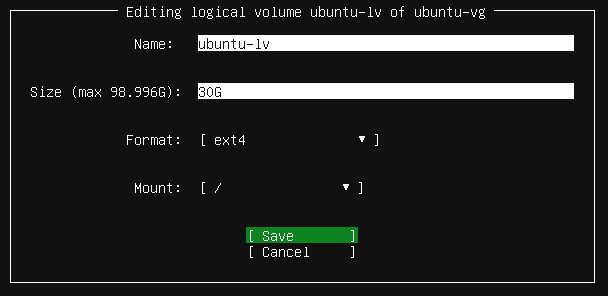 Editing logical volume ubuntu-lv of ubuntu-vg
Name: ubuntu-lv
Size (max 98.996G): 30G
Format: [ ext4 ▾ ]
Mount: [ / ▾ ]
[ Save ]
[ Cancel ]